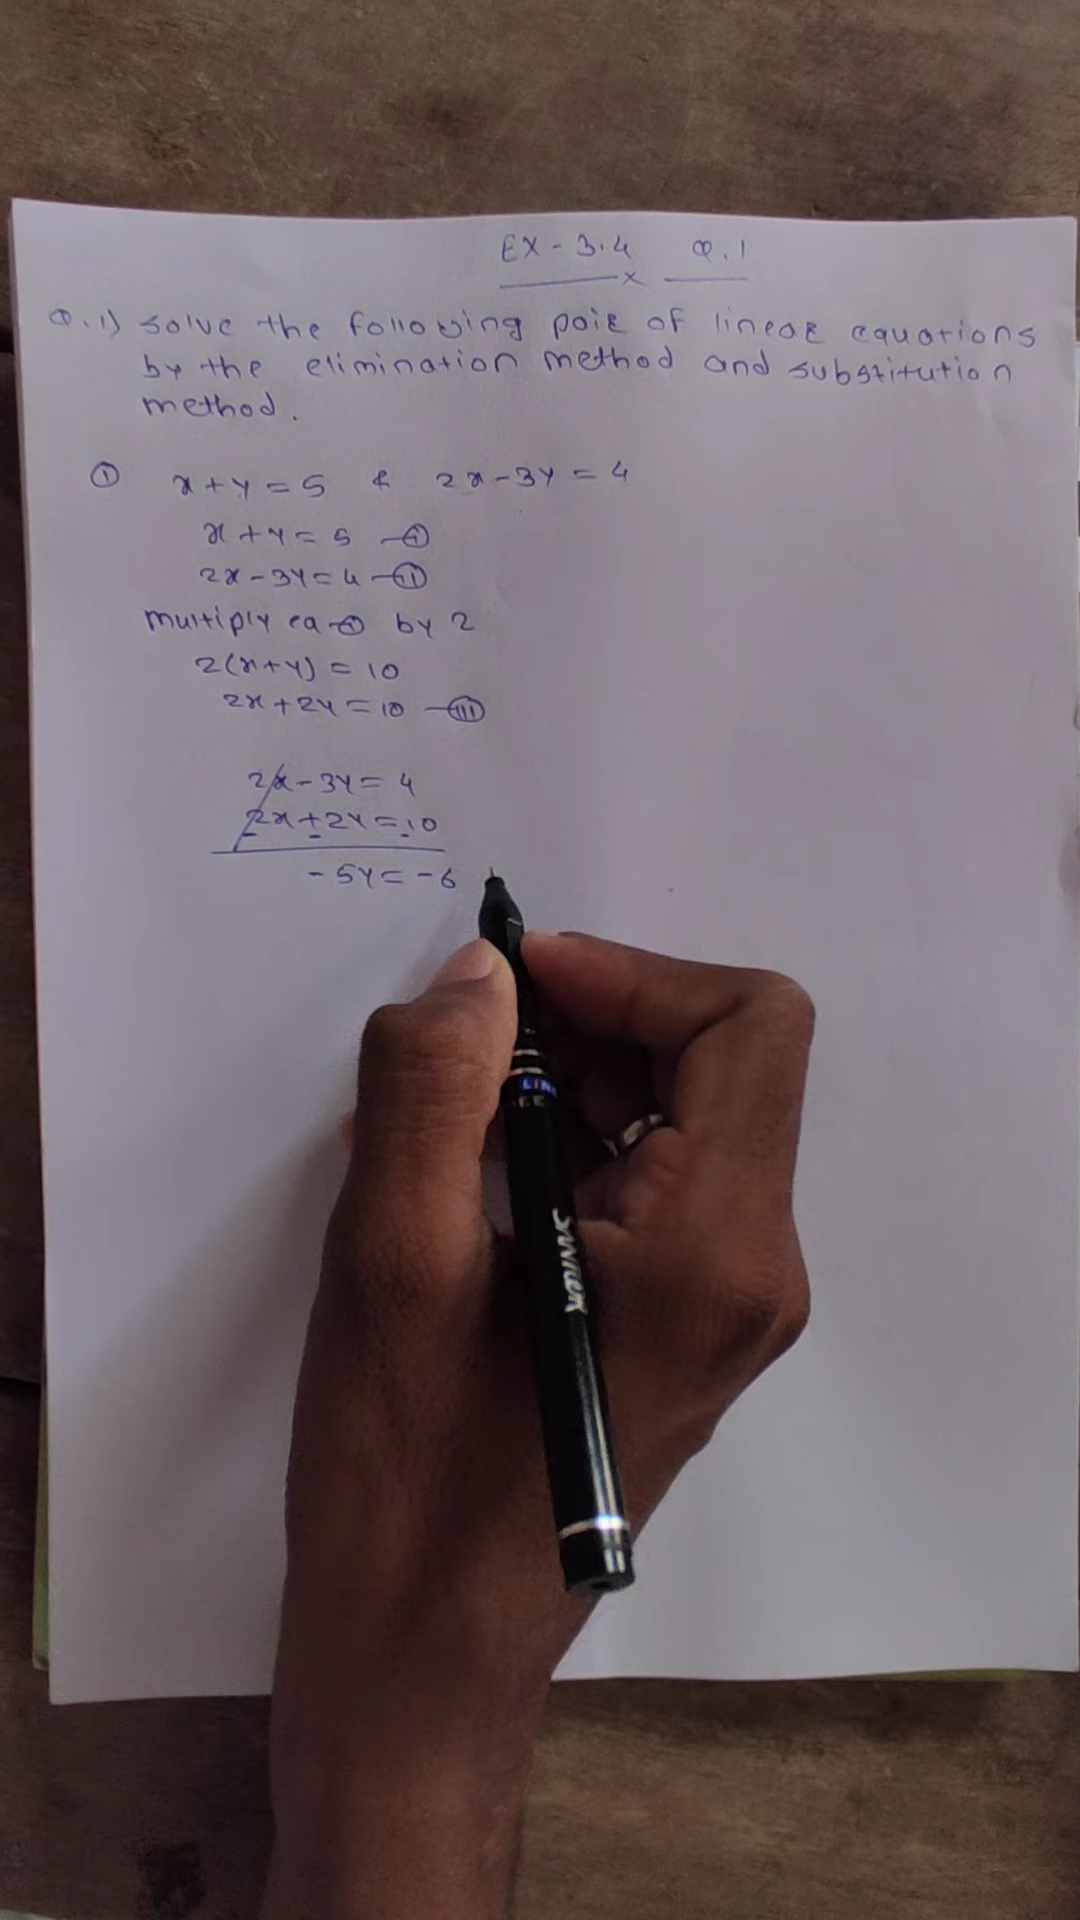 EX - 3.4 Q.1
x
Q.1) Solve the following pair of linear equations
by the elimination method and substitution
method.
① x + y = 5 & 2x - 3y = 4
x + y = 5 —Ⓘ
2x - 3y = 4 —Ⓘⓘ
multiply eq —Ⓘ by 2
2(x + y) = 10
2x + 2y = 10 —Ⓘⓘⓘ
2x - 3y = 4
2x + 2y = 10
- - -
- 5y = - 6
LINC